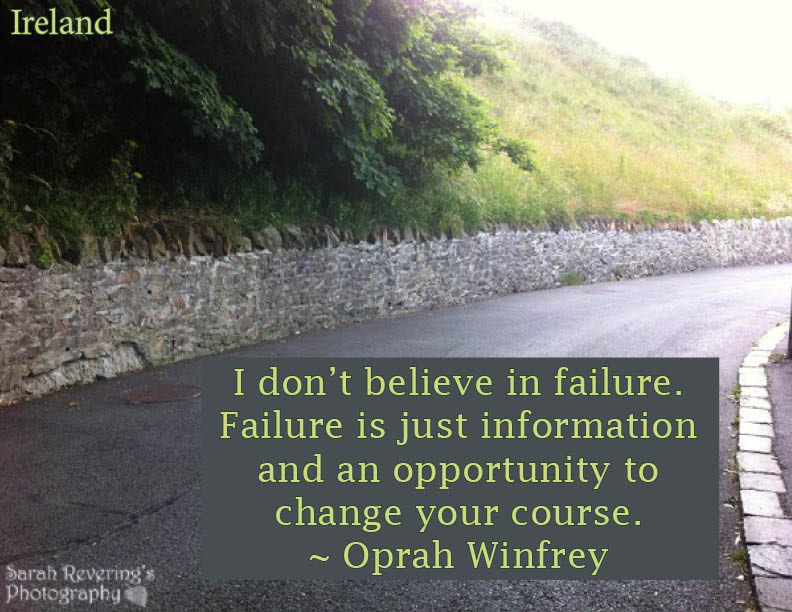 Ireland
I don't believe in failure.
Failure is just information
and an opportunity to
change your course.
~ Oprah Winfrey
Sarah Revering's
Photography